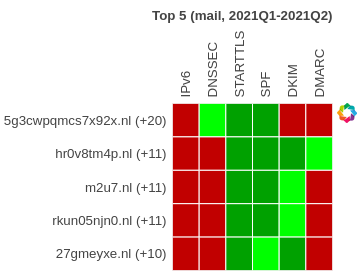 Top 5 (mail, 2021Q1-2021Q2)
IPv6
DNSSEC
STARTTLS
SPF
DKIM
DMARC
5g3cwpqmcs7x92x.nl (+20)
hr0v8tm4p.nl (+11)
m2u7.nl (+11)
rkun05njn0.nl (+11)
27gmeyxe.nl (+10)